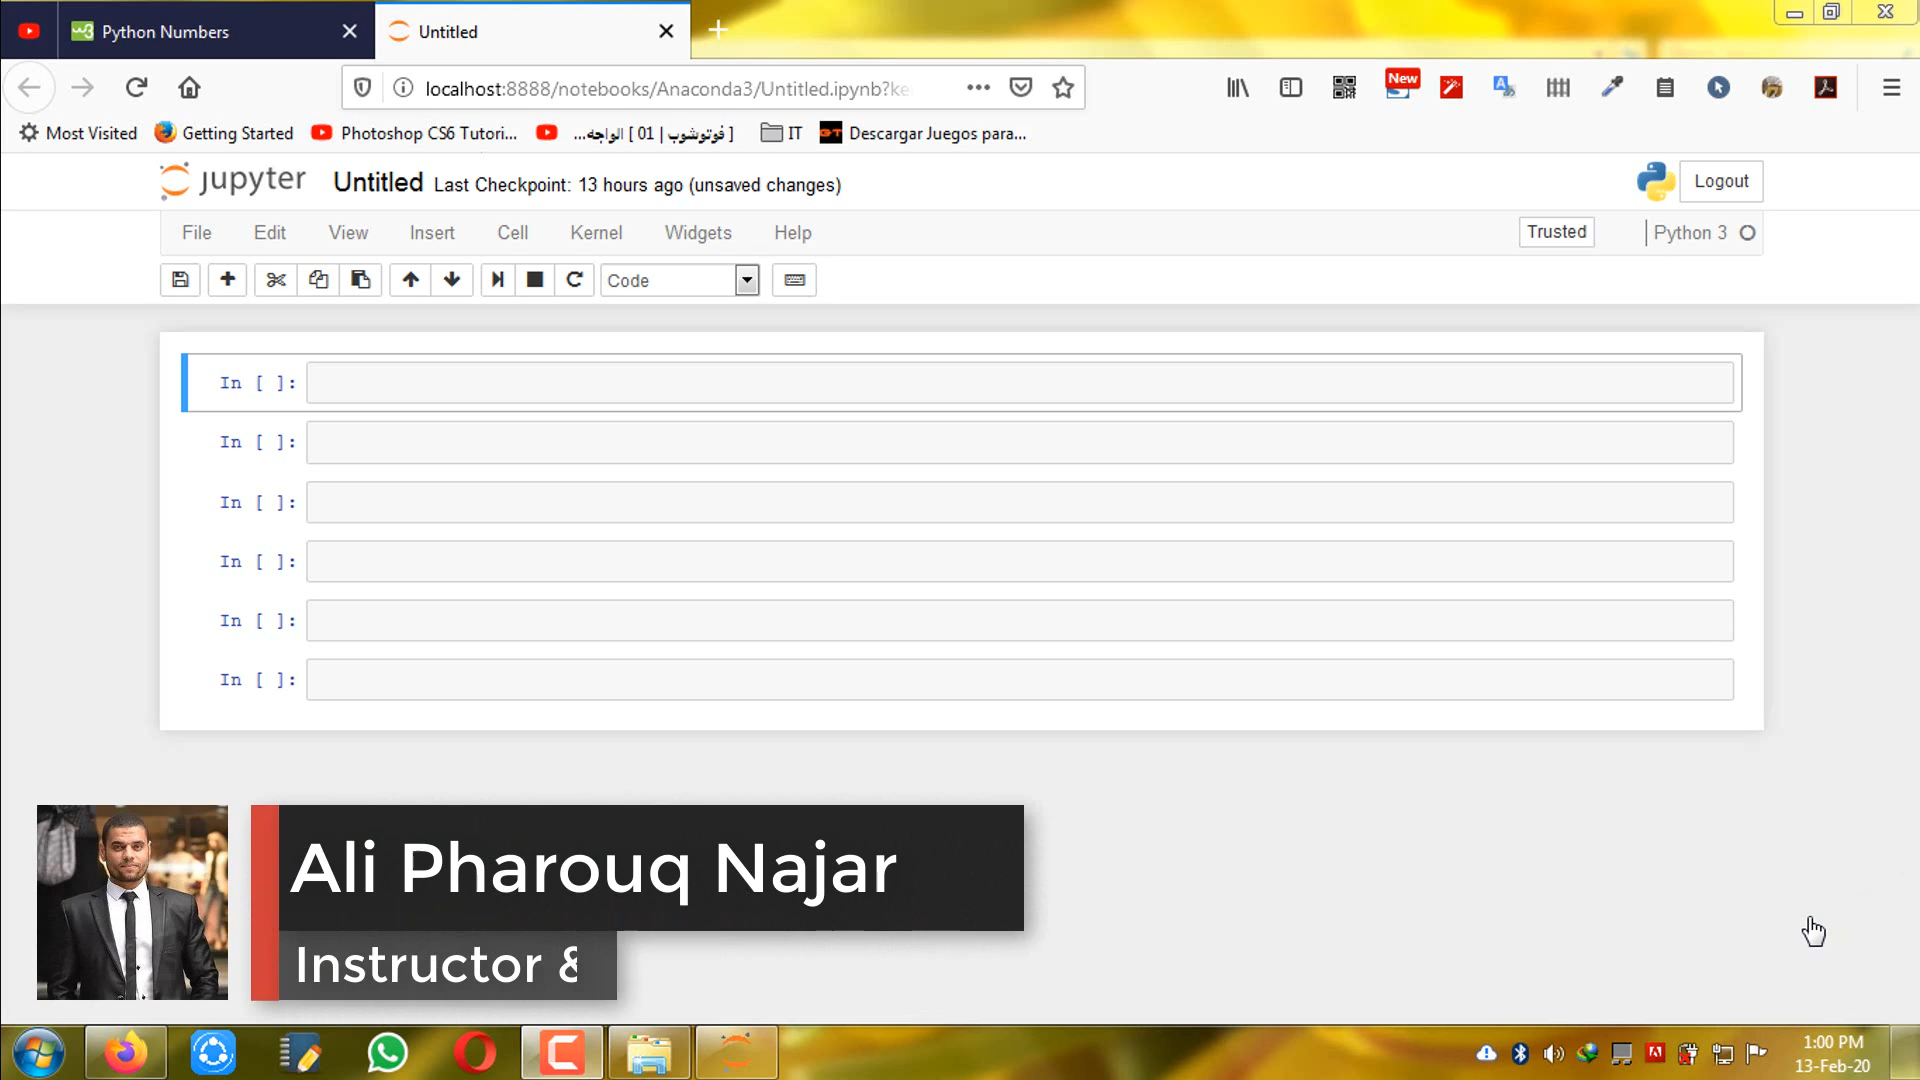 Python Numbers
Untitled
localhost:8888/notebooks/Anaconda3/Untitled.ipynb?ke
New
Most Visited
Getting Started
Photoshop CS6 Tutori...
[ فوتوشوب | 01 ] الواجه...
IT
GT
Descargar Juegos para...
jupyter
Untitled
Last Checkpoint: 13 hours ago (unsaved changes)
Logout
File Edit View Insert Cell Kernel Widgets Help
Trusted
Python 3
Code
In [ ]:
In [ ]:
In [ ]:
In [ ]:
In [ ]:
In [ ]:
Ali Pharouq Najar
Instructor &
1:00 PM
13-Feb-20